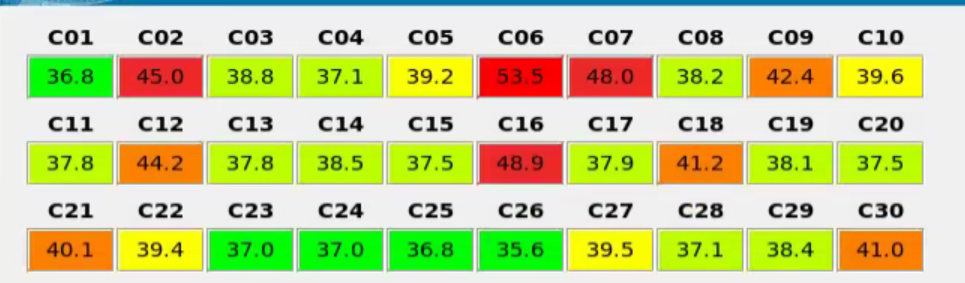 C01 C02 C03 C04 C05 C06 C07 C08 C09 C10
36.8 45.0 38.8 37.1 39.2 53.5 48.0 38.2 42.4 39.6
C11 C12 C13 C14 C15 C16 C17 C18 C19 C20
37.8 44.2 37.8 38.5 37.5 48.9 37.9 41.2 38.1 37.5
C21 C22 C23 C24 C25 C26 C27 C28 C29 C30
40.1 39.4 37.0 37.0 36.8 35.6 39.5 37.1 38.4 41.0